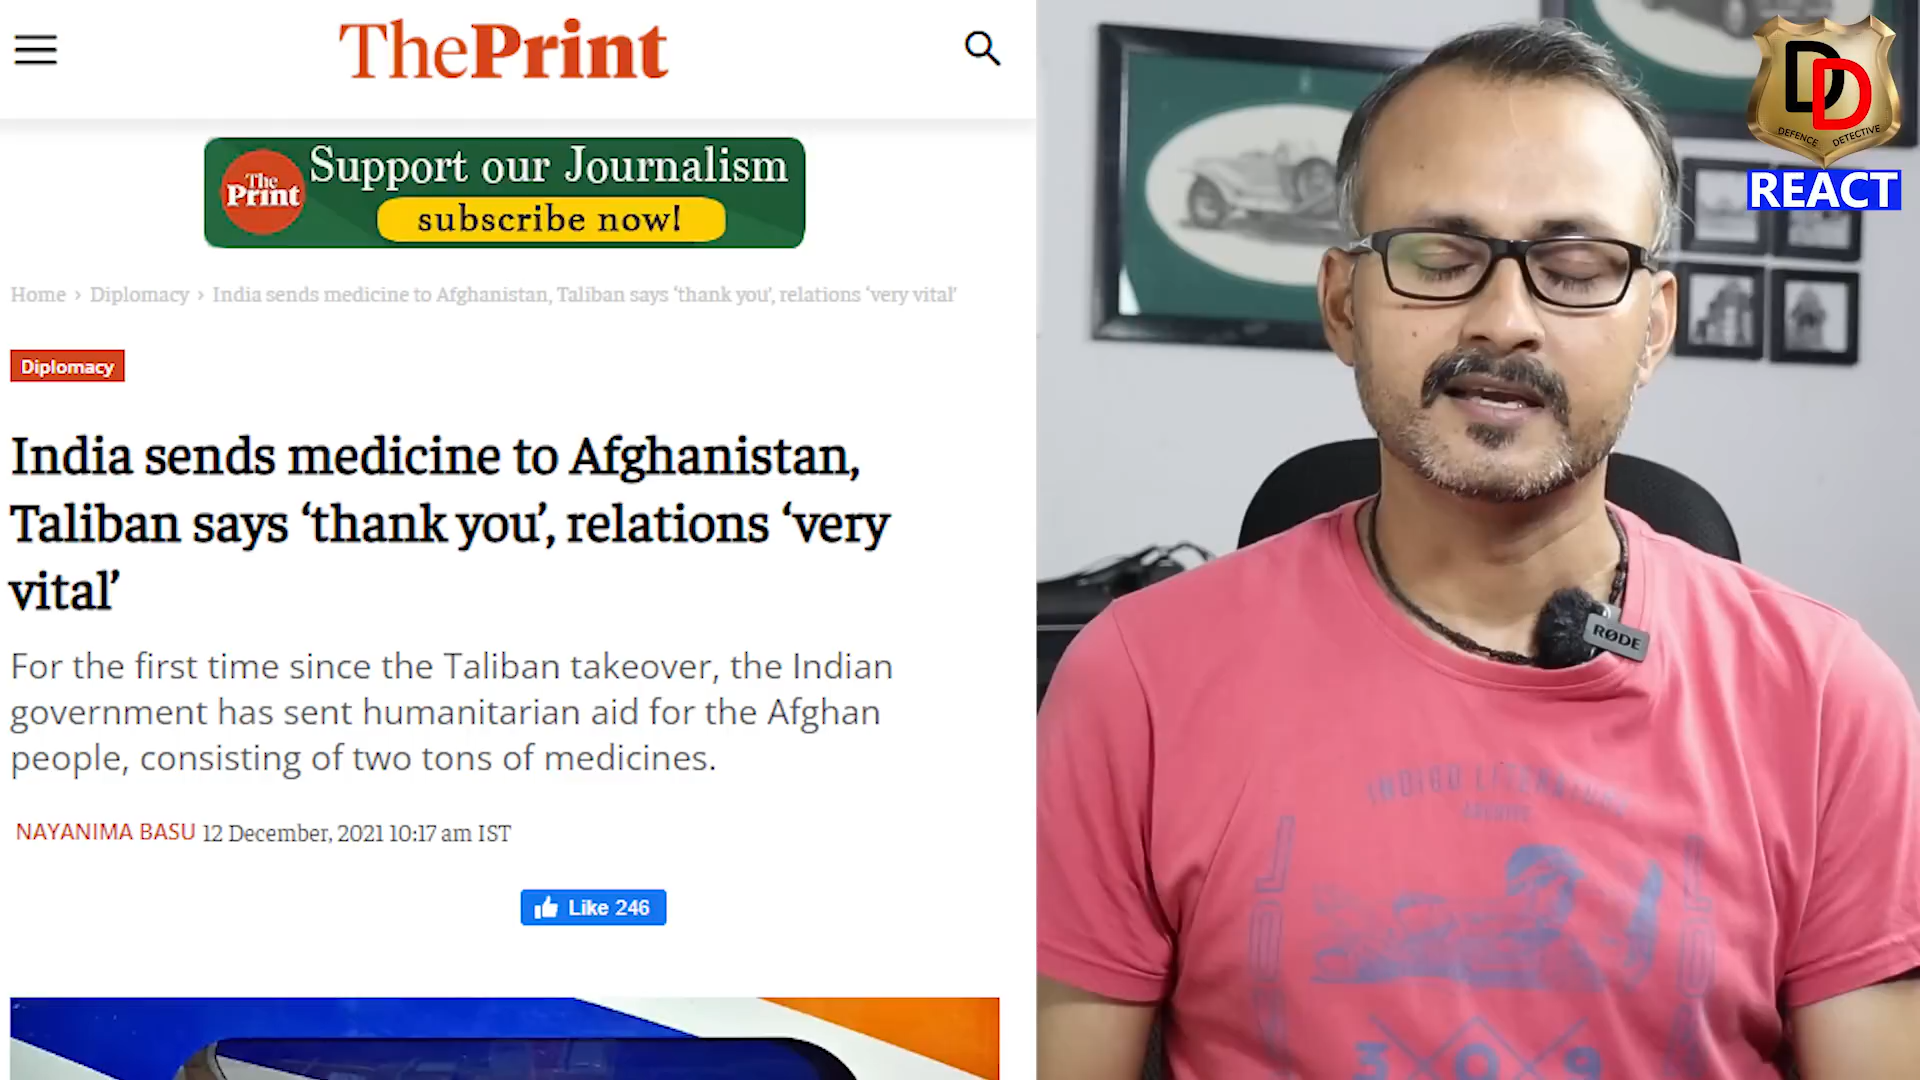 ThePrint
The
Print
Support our Journalism
subscribe now!
Home › Diplomacy › India sends medicine to Afghanistan, Taliban says ‘thank you’, relations ‘very vital’
Diplomacy
India sends medicine to Afghanistan,
Taliban says ‘thank you’, relations ‘very
vital’
For the first time since the Taliban takeover, the Indian
government has sent humanitarian aid for the Afghan
people, consisting of two tons of medicines.
NAYANIMA BASU 12 December, 2021 10:17 am IST
Like 246
DD
DEFENCE DETECTIVE
REACT
RØDE
INDIGO LITERATURE
309